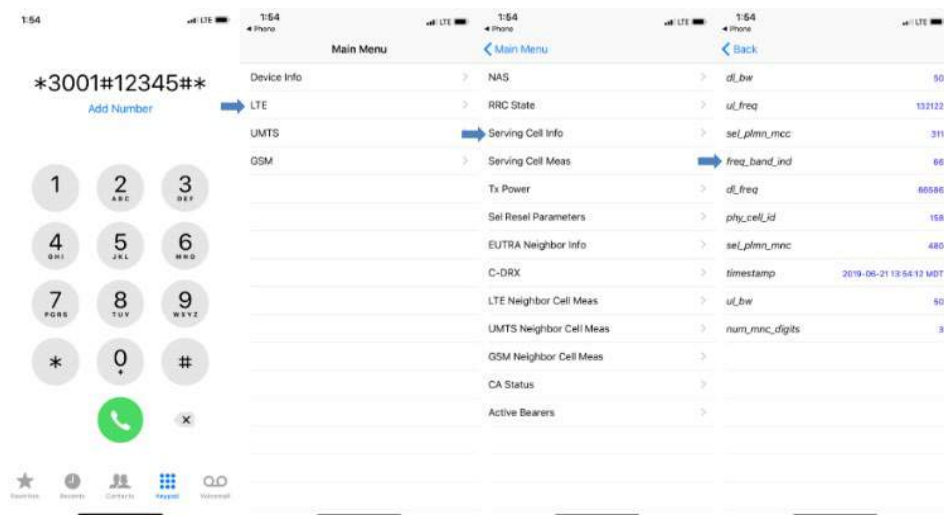 1:54
LTE
*3001#12345#*
Add Number
1
2
ABC
3
DEF
4
GHI
5
JKL
6
MNO
7
PQRS
8
TUV
9
WXYZ
*
0
+
#
Favorites
Recents
Contacts
Keypad
Voicemail
1:54
LTE
Phone
Main Menu
Device Info
LTE
UMTS
GSM
1:54
LTE
Phone
Main Menu
NAS
RRC State
Serving Cell Info
Serving Cell Meas
Tx Power
Sel Resel Parameters
EUTRA Neighbor Info
C-DRX
LTE Neighbor Cell Meas
UMTS Neighbor Cell Meas
GSM Neighbor Cell Meas
CA Status
Active Bearers
1:54
LTE
Phone
Back
dl_bw 50
ul_freq 132122
sel_plmn_mcc 311
freq_band_ind 66
dl_freq 66586
phy_cell_id 158
sel_plmn_mnc 480
timestamp 2019-06-21 13:54:12 MDT
ul_bw 50
num_mnc_digits 3